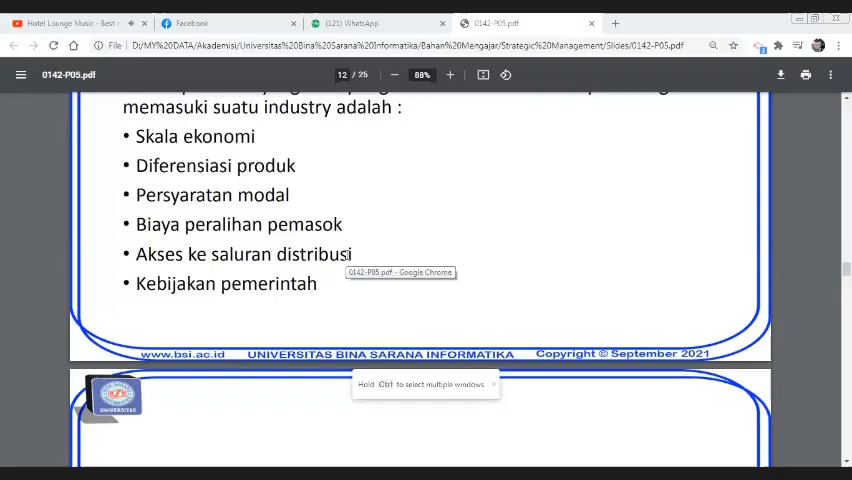 Hotel Lounge Music - Best o
Facebook
(121) WhatsApp
0142-P05.pdf
File
D:/MY%20DATA/Akademisi/Universitas%20Bina%20Sarana%20Informatika/Bahan%20Mengajar/Strategic%20Management/Slides/0142-P05.pdf
0142-P05.pdf
12 / 26
88%
memasuki suatu industry adalah :
• Skala ekonomi
• Diferensiasi produk
• Persyaratan modal
• Biaya peralihan pemasok
• Akses ke saluran distribusi
0142-P05.pdf - Google Chrome
• Kebijakan pemerintah
www.bsi.ac.id UNIVERSITAS BINA SARANA INFORMATIKA Copyright © September 2021
Hold Ctrl to select multiple windows
UNIVERSITAS